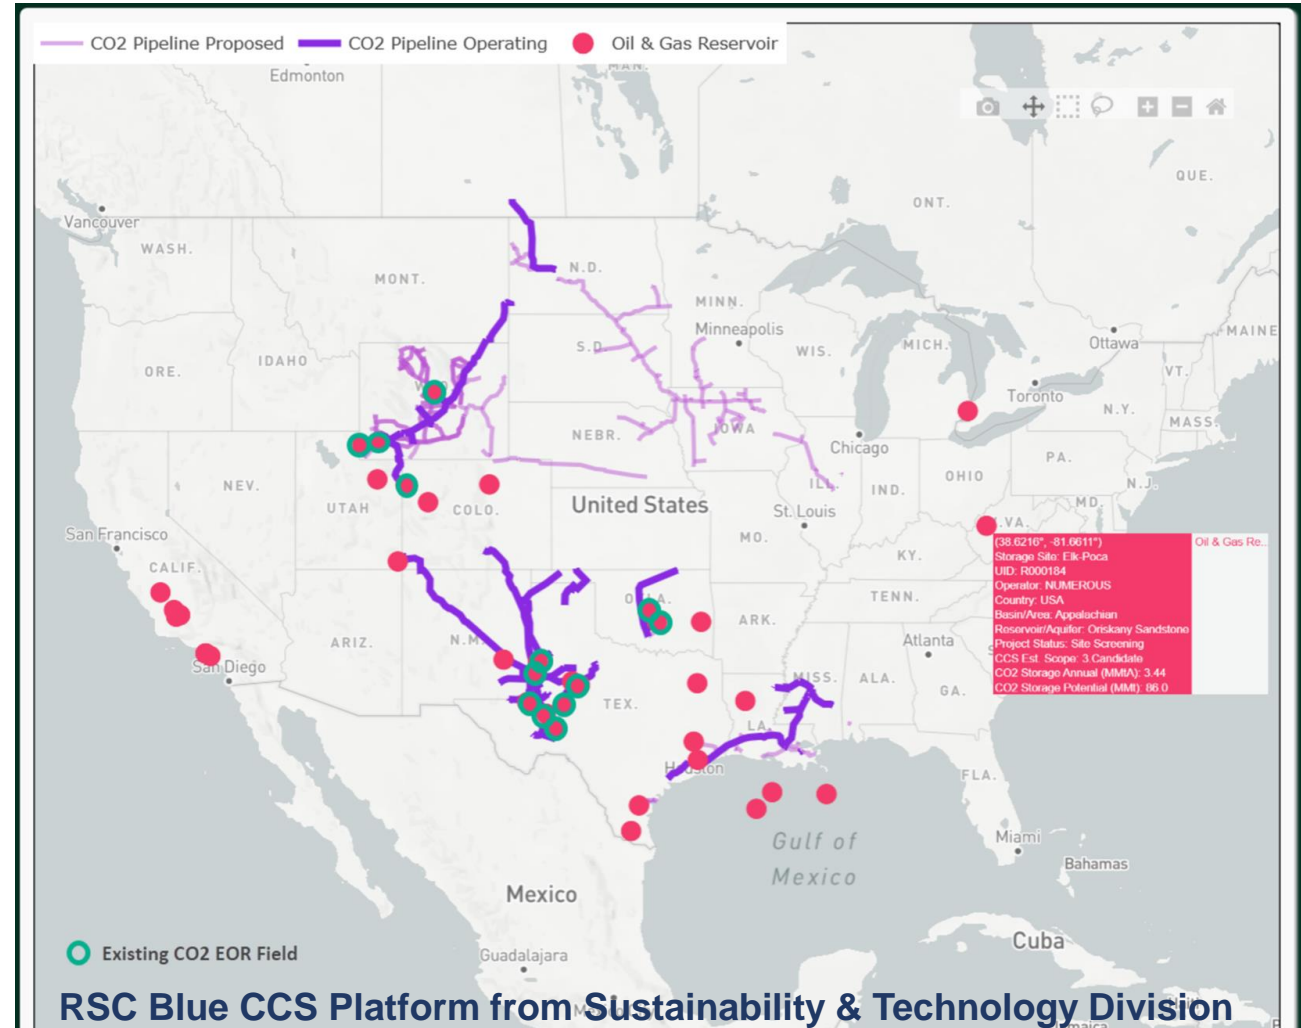 CO2 Pipeline Proposed CO2 Pipeline Operating Oil & Gas Reservoir
MAN.
Edmonton
QUE.
ONT.
Vancouver
WASH.
N.D.
MONT.
MINN.
Minneapolis
MAINE
Ottawa
S.D.
WIS.
MICH.
IDAHO
ORE.
VT.
Toronto
N.Y.
MASS.
NEBR.
IOWA
Chicago
PA.
NEV.
OHIO
ILL.
IND.
N.J.
UTAH
COLO.
United States
St. Louis
MD.
San Francisco
.VA.
MO.
KY.
CALIF.
(38.6216°, -81.6611°)
Oil & Gas Re...
Storage Site: Elk-Poca
UID: R000184
Operator: NUMEROUS
Country: USA
Basin/Area: Appalachian
Reservoir/Aquifer: Oriskany Sandstone
Project Status: Site Screening
CCS Est. Scope: 3.Candidate
CO2 Storage Annual (MMtA): 3.44
CO2 Storage Potential (MMt): 86.0
TENN.
ARK.
Atlanta
ARIZ.
N.M.
San Diego
MISS.
ALA.
GA.
TEX.
LA.
Houston
FLA.
Gulf of
Mexico
Miami
Bahamas
Mexico
Cuba
Existing CO2 EOR Field
Guadalajara
RSC Blue CCS Platform from Sustainability & Technology Division